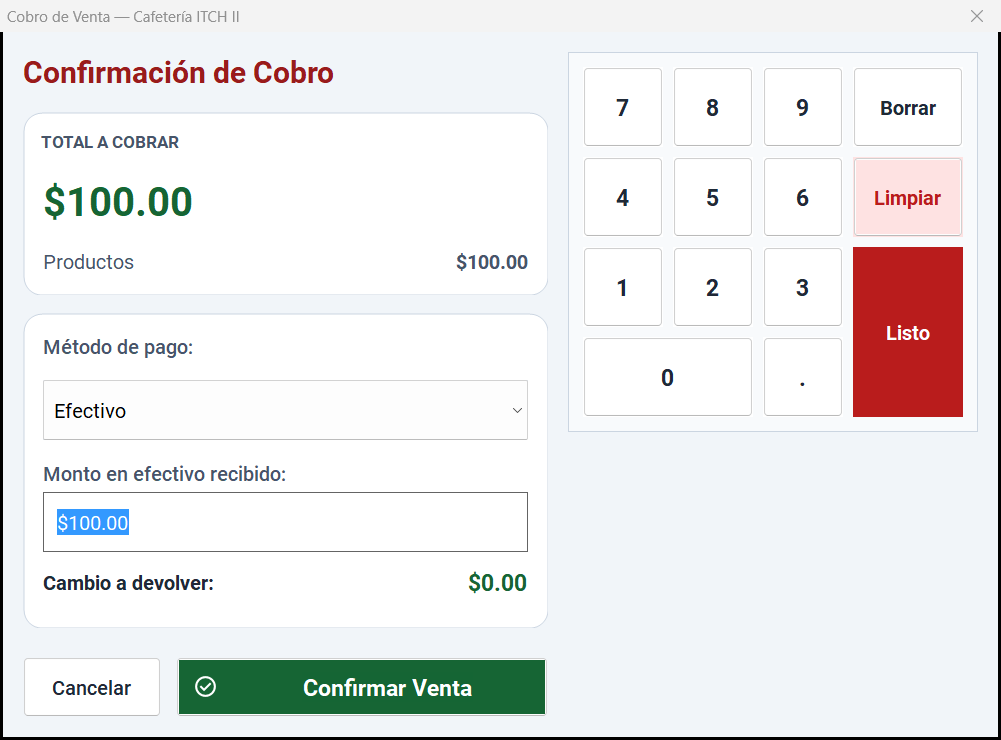 Cobro de Venta — Cafetería ITCH II
Confirmación de Cobro
TOTAL A COBRAR
$100.00
Productos $100.00
Método de pago:
Efectivo
Monto en efectivo recibido:
$100.00
Cambio a devolver: $0.00
Cancelar
Confirmar Venta
7 8 9 Borrar
4 5 6 Limpiar
1 2 3
Listo
0 .